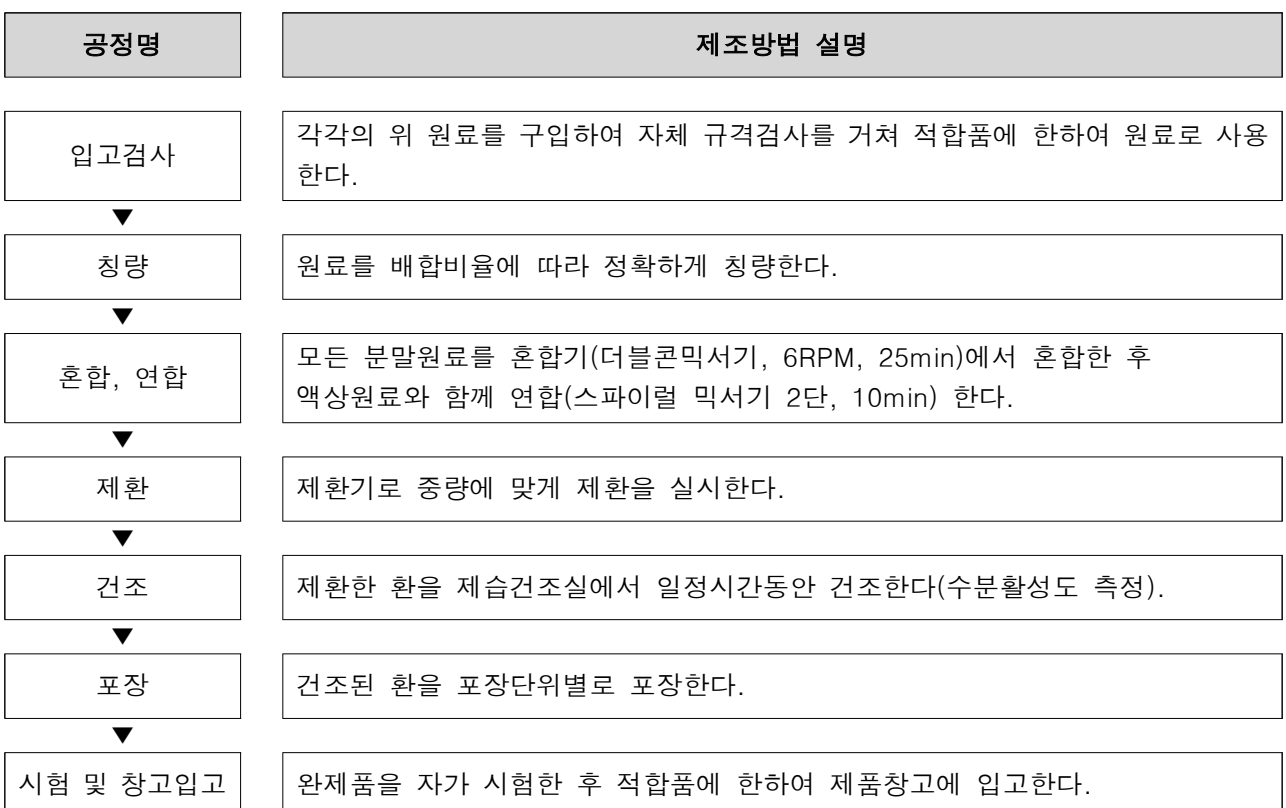 공정명
제조방법 설명
입고검사
각각의 위 원료를 구입하여 자체 규격검사를 거쳐 적합품에 한하여 원료로 사용
한다.
▼
칭량
원료를 배합비율에 따라 정확하게 칭량한다.
▼
혼합, 연합
모든 분말원료를 혼합기(더블콘믹서기, 6RPM, 25min)에서 혼합한 후
액상원료와 함께 연합(스파이럴 믹서기 2단, 10min) 한다.
▼
제환
제환기로 중량에 맞게 제환을 실시한다.
▼
건조
제환한 환을 제습건조실에서 일정시간동안 건조한다(수분활성도 측정).
▼
포장
건조된 환을 포장단위별로 포장한다.
▼
시험 및 창고입고
완제품을 자가 시험한 후 적합품에 한하여 제품창고에 입고한다.